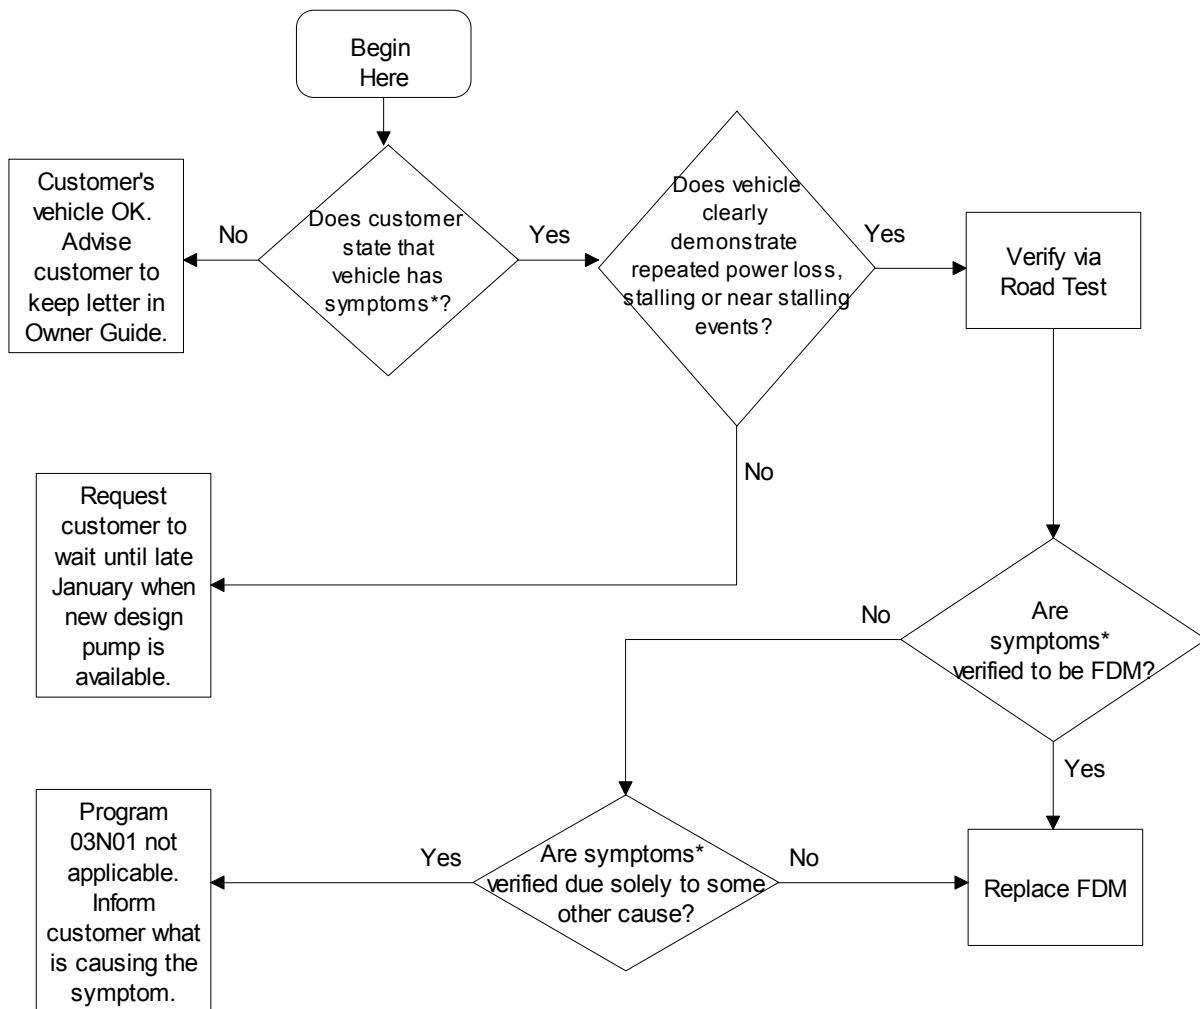 Begin
Here
Customer's
vehicle OK.
Advise
customer to
keep letter in
Owner Guide.
No
Does customer
state that
vehicle has
symptoms*?
Yes
Does vehicle
clearly
demonstrate
repeated power loss,
stalling or near stalling
events?
Yes
Verify via
Road Test
No
Request
customer to
wait until late
January when
new design
pump is
available.
No
Are
symptoms*
verified to be FDM?
Yes
Program
03N01 not
applicable.
Inform
customer what
is causing the
symptom.
Yes
Are symptoms*
verified due solely to some
other cause?
No
Replace FDM